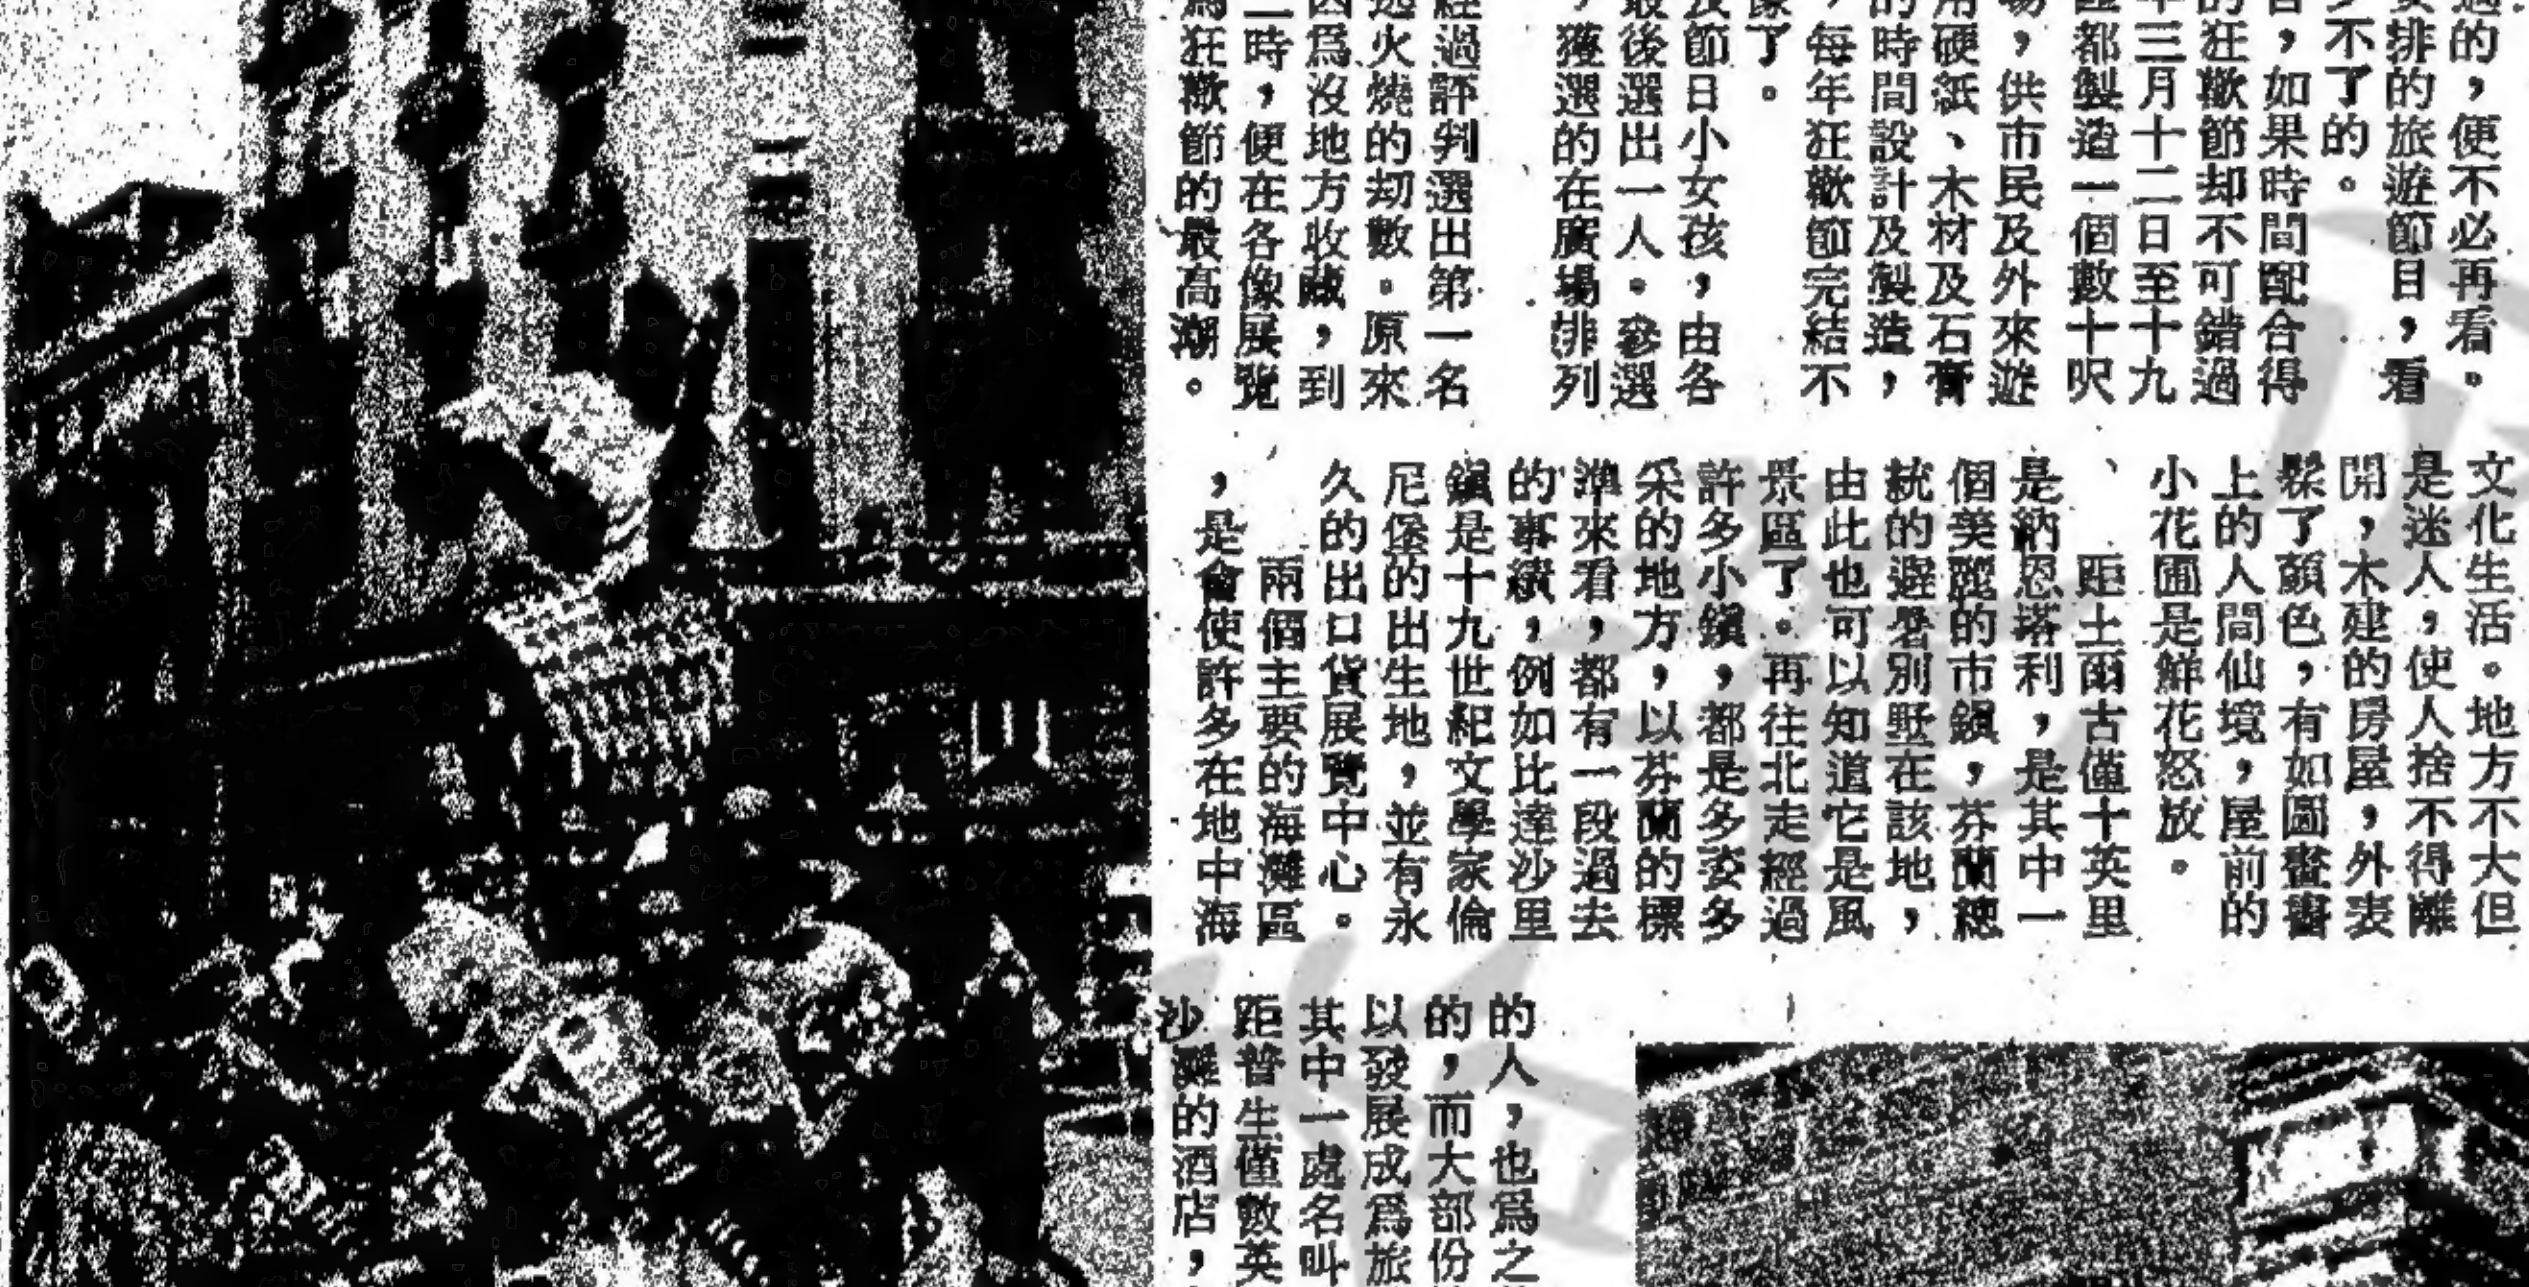 過的，便不必再看。
安排的旅遊節目，看
不了的。
，如果時間配合得
的狂歡節却不可錯過
年三月十二日至十九
都製造一個數十呎
場，供市民及外來遊
用硬紙、木材及石膏
的時間設計及製造，
，每年狂歡節完結不
像了。
及節日小女孩，由各
最後選出一人。參選
，獲選的在廣場排列
經過評判選出第一名
逃火燒的刧數。原來
因爲沒地方收藏，到
時，便在各像展覽
爲狂歡節的最高潮。
文化生活。地方不大但
是迷人，使人捨不得離
開，木建的房屋，外表
髹了顏色，有如圖畫書
上的人間仙境，屋前的
小花圃是鮮花怒放。
距土爾古僅十英里
是納恩塔利，是其中一
個美麗的市鎮，芬蘭總
統的避暑別墅在該地，
由此也可以知道它是風
景區了。再往北走經過
許多小鎮，都是多姿多
采的地方，以芬蘭的標
準來看，都有一段過去
的事績，例如比達沙里
鎮是十九世紀文學家倫
尼堡的出生地，並有永
久的出口貨展覽中心。
兩個主要的海灘區
，是會使許多在地中海
的人，也爲之
的，而大部份
以發展成爲旅
其中一處名叫
距普生僅數英
沙灘的酒店，